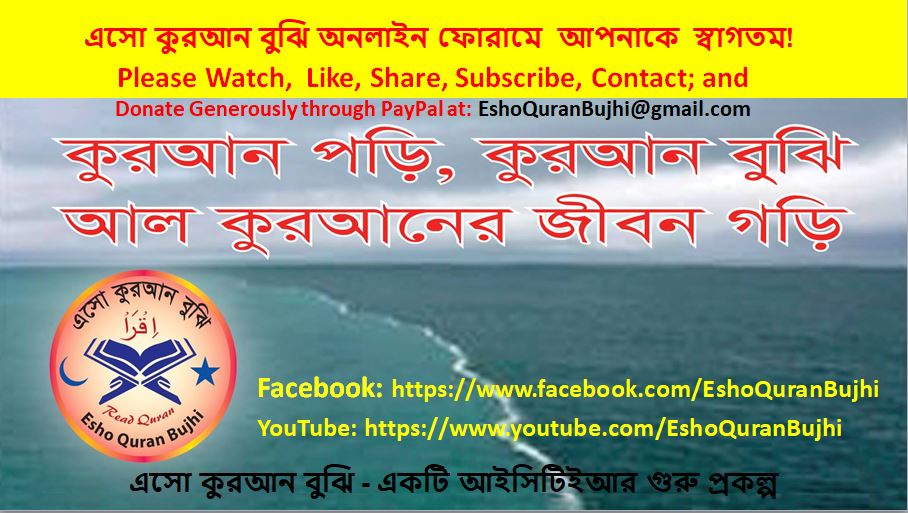 এসো কুরআন বুঝি অনলাইন ফোরামে আপনাকে স্বাগতম!
Please Watch, Like, Share, Subscribe, Contact; and
Donate Generously through PayPal at: EshoQuranBujhi@gmail.com
কুরআন পড়ি, কুরআন বুঝি
আল কুরআনের জীবন গড়ি
এসো কুরআন বুঝি
اِقْرَاْ
Read Quran
Esho Quran Bujhi
Facebook: https://www.facebook.com/EshoQuranBujhi
YouTube: https://www.youtube.com/EshoQuranBujhi
এসো কুরআন বুঝি - একটি আইসিটিইআর গুরু প্রকল্প